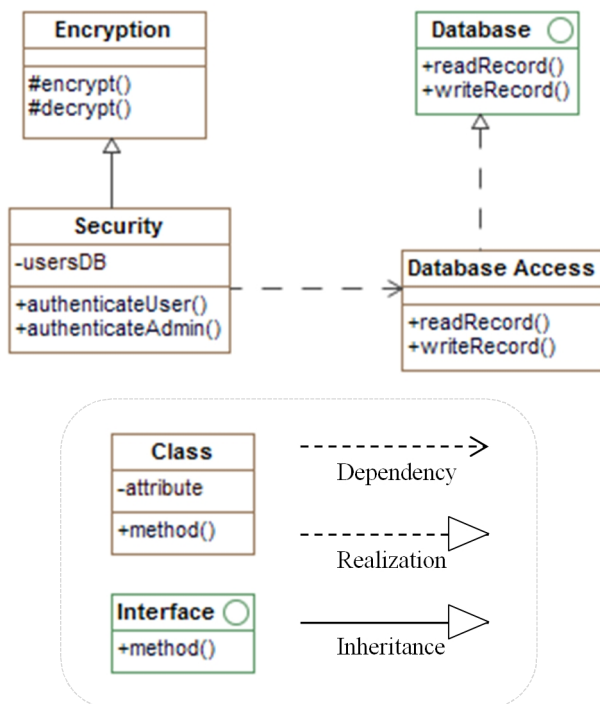 Encryption
#encrypt()
#decrypt()
Database
+readRecord()
+writeRecord()
Security
-usersDB
+authenticateUser()
+authenticateAdmin()
Database Access
+readRecord()
+writeRecord()
Class
-attribute
+method()
Dependency
Realization
Interface
+method()
Inheritance